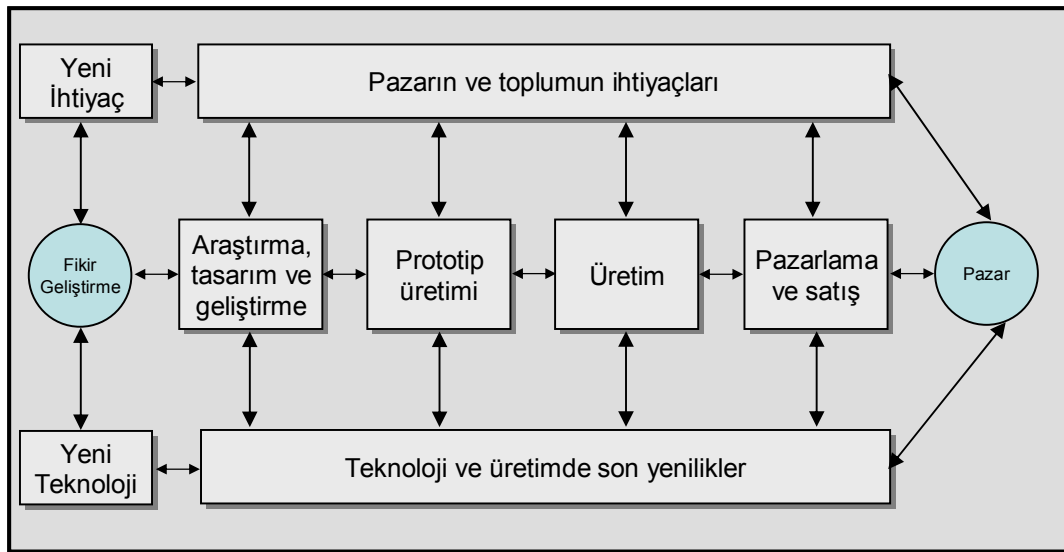 Yeni
İhtiyaç
Pazarın ve toplumun ihtiyaçları
Fikir
Geliştirme
Araştırma,
tasarım ve
geliştirme
Prototip
üretimi
Üretim
Pazarlama
ve satış
Pazar
Yeni
Teknoloji
Teknoloji ve üretimde son yenilikler